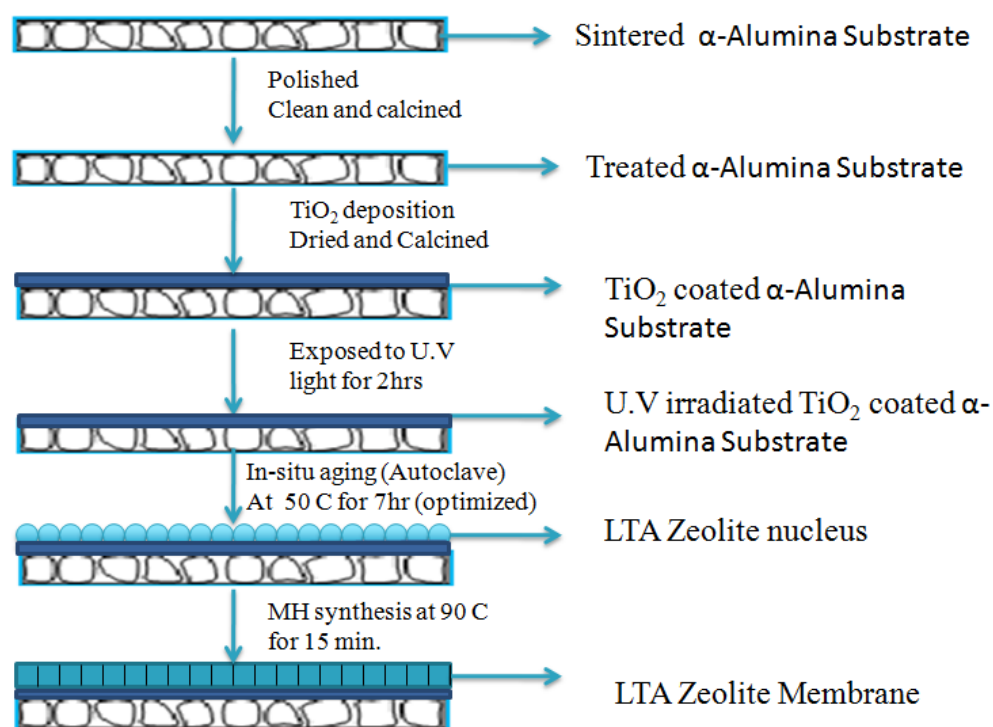 Sintered α-Alumina Substrate
Polished
Clean and calcined
Treated α-Alumina Substrate
TiO₂ deposition
Dried and Calcined
TiO₂ coated α-Alumina
Substrate
Exposed to U.V
light for 2hrs
U.V irradiated TiO₂ coated α-
Alumina Substrate
In-situ aging (Autoclave)
At 50 C for 7hr (optimized)
LTA Zeolite nucleus
MH synthesis at 90 C
for 15 min.
LTA Zeolite Membrane